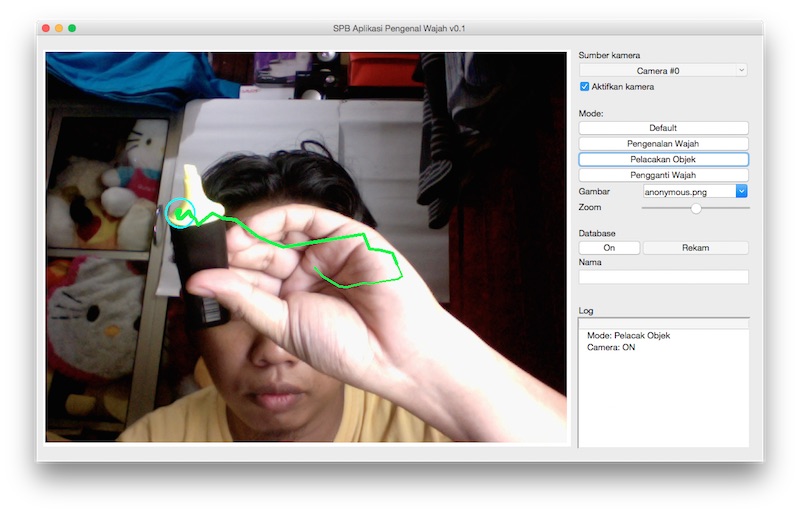 SPB Aplikasi Pengenal Wajah v0.1
Sumber kamera
Camera #0
Aktifkan kamera
Mode:
Default
Pengenalan Wajah
Pelacakan Objek
Pengganti Wajah
Gambar
anonymous.png
Zoom
Database
On
Rekam
Nama
Log
Mode: Pelacak Objek
Camera: ON